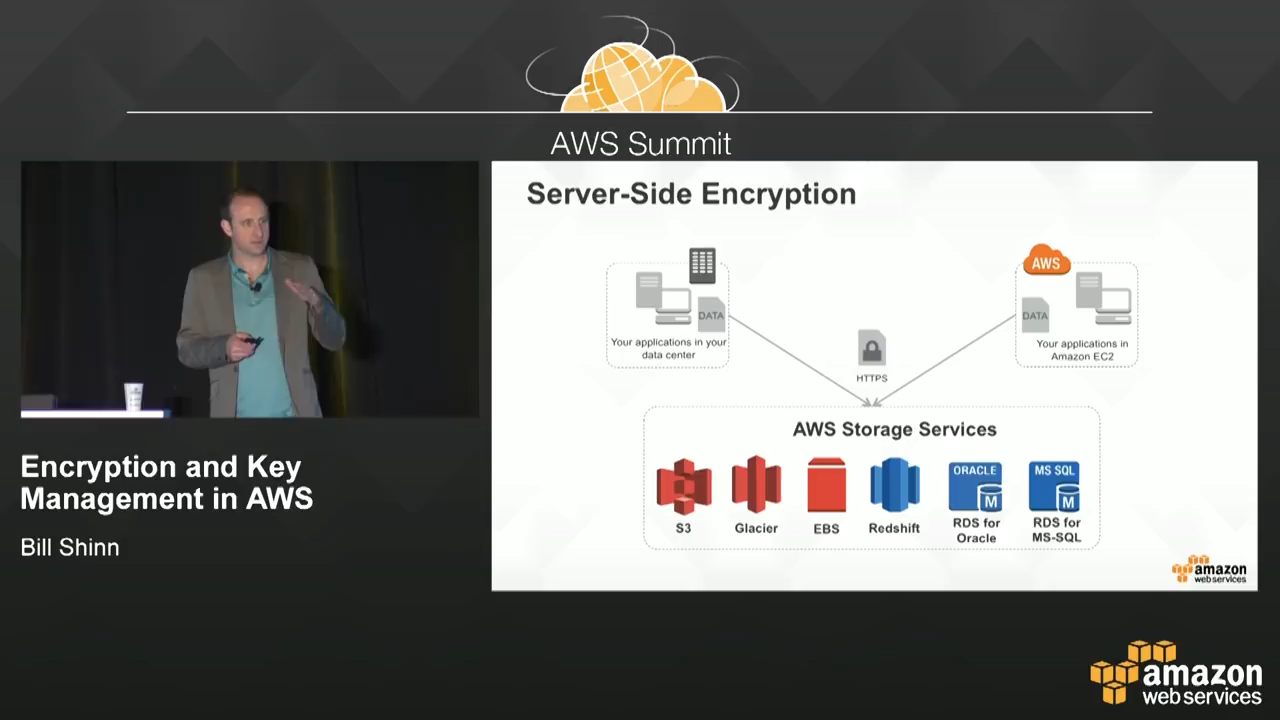 AWS Summit
Server-Side Encryption
AWS
DATA
Your applications in your
data center
HTTPS
DATA
Your applications in
Amazon EC2
AWS Storage Services
ORACLE
M
MS SQL
M
S3
Glacier
EBS
Redshift
RDS for
Oracle
RDS for
MS-SQL
amazon
web services
Encryption and Key
Management in AWS
Bill Shinn
amazon
web services